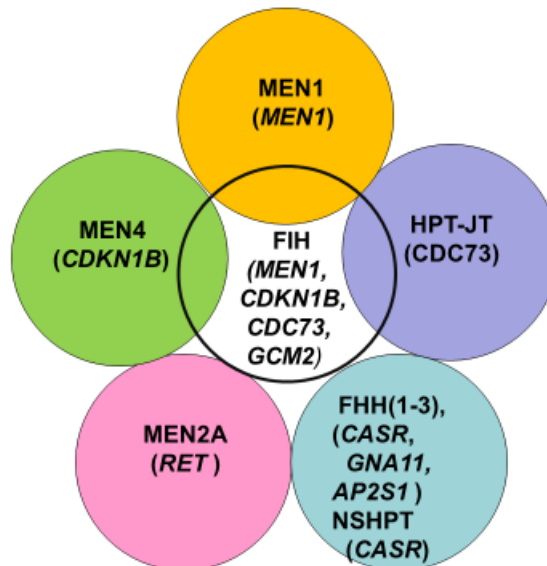 MEN1
(MEN1)
MEN4
(CDKN1B)
HPT-JT
(CDC73)
FIH
(MEN1,
CDKN1B,
CDC73,
GCM2)
MEN2A
(RET )
FHH(1-3),
(CASR,
GNA11,
AP2S1 )
NSHPT
(CASR)